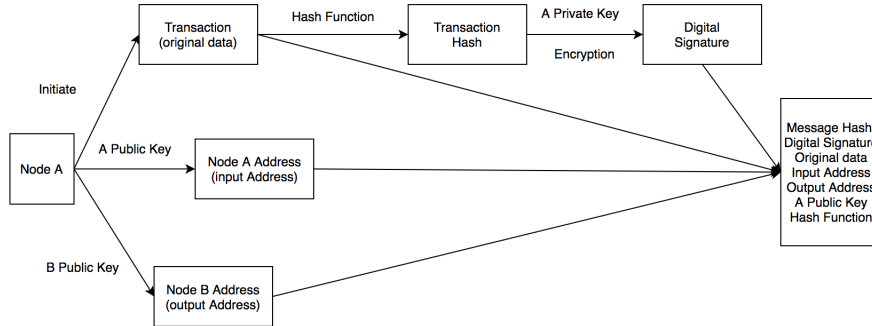 Transaction
(original data)
Hash Function
Transaction
Hash
A Private Key
Encryption
Digital
Signature
Initiate
Node A
A Public Key
Node A Address
(input Address)
B Public Key
Node B Address
(output Address)
Message Hash
Digital Signature
Original data
Input Address
Output Address
A Public Key
Hash Function